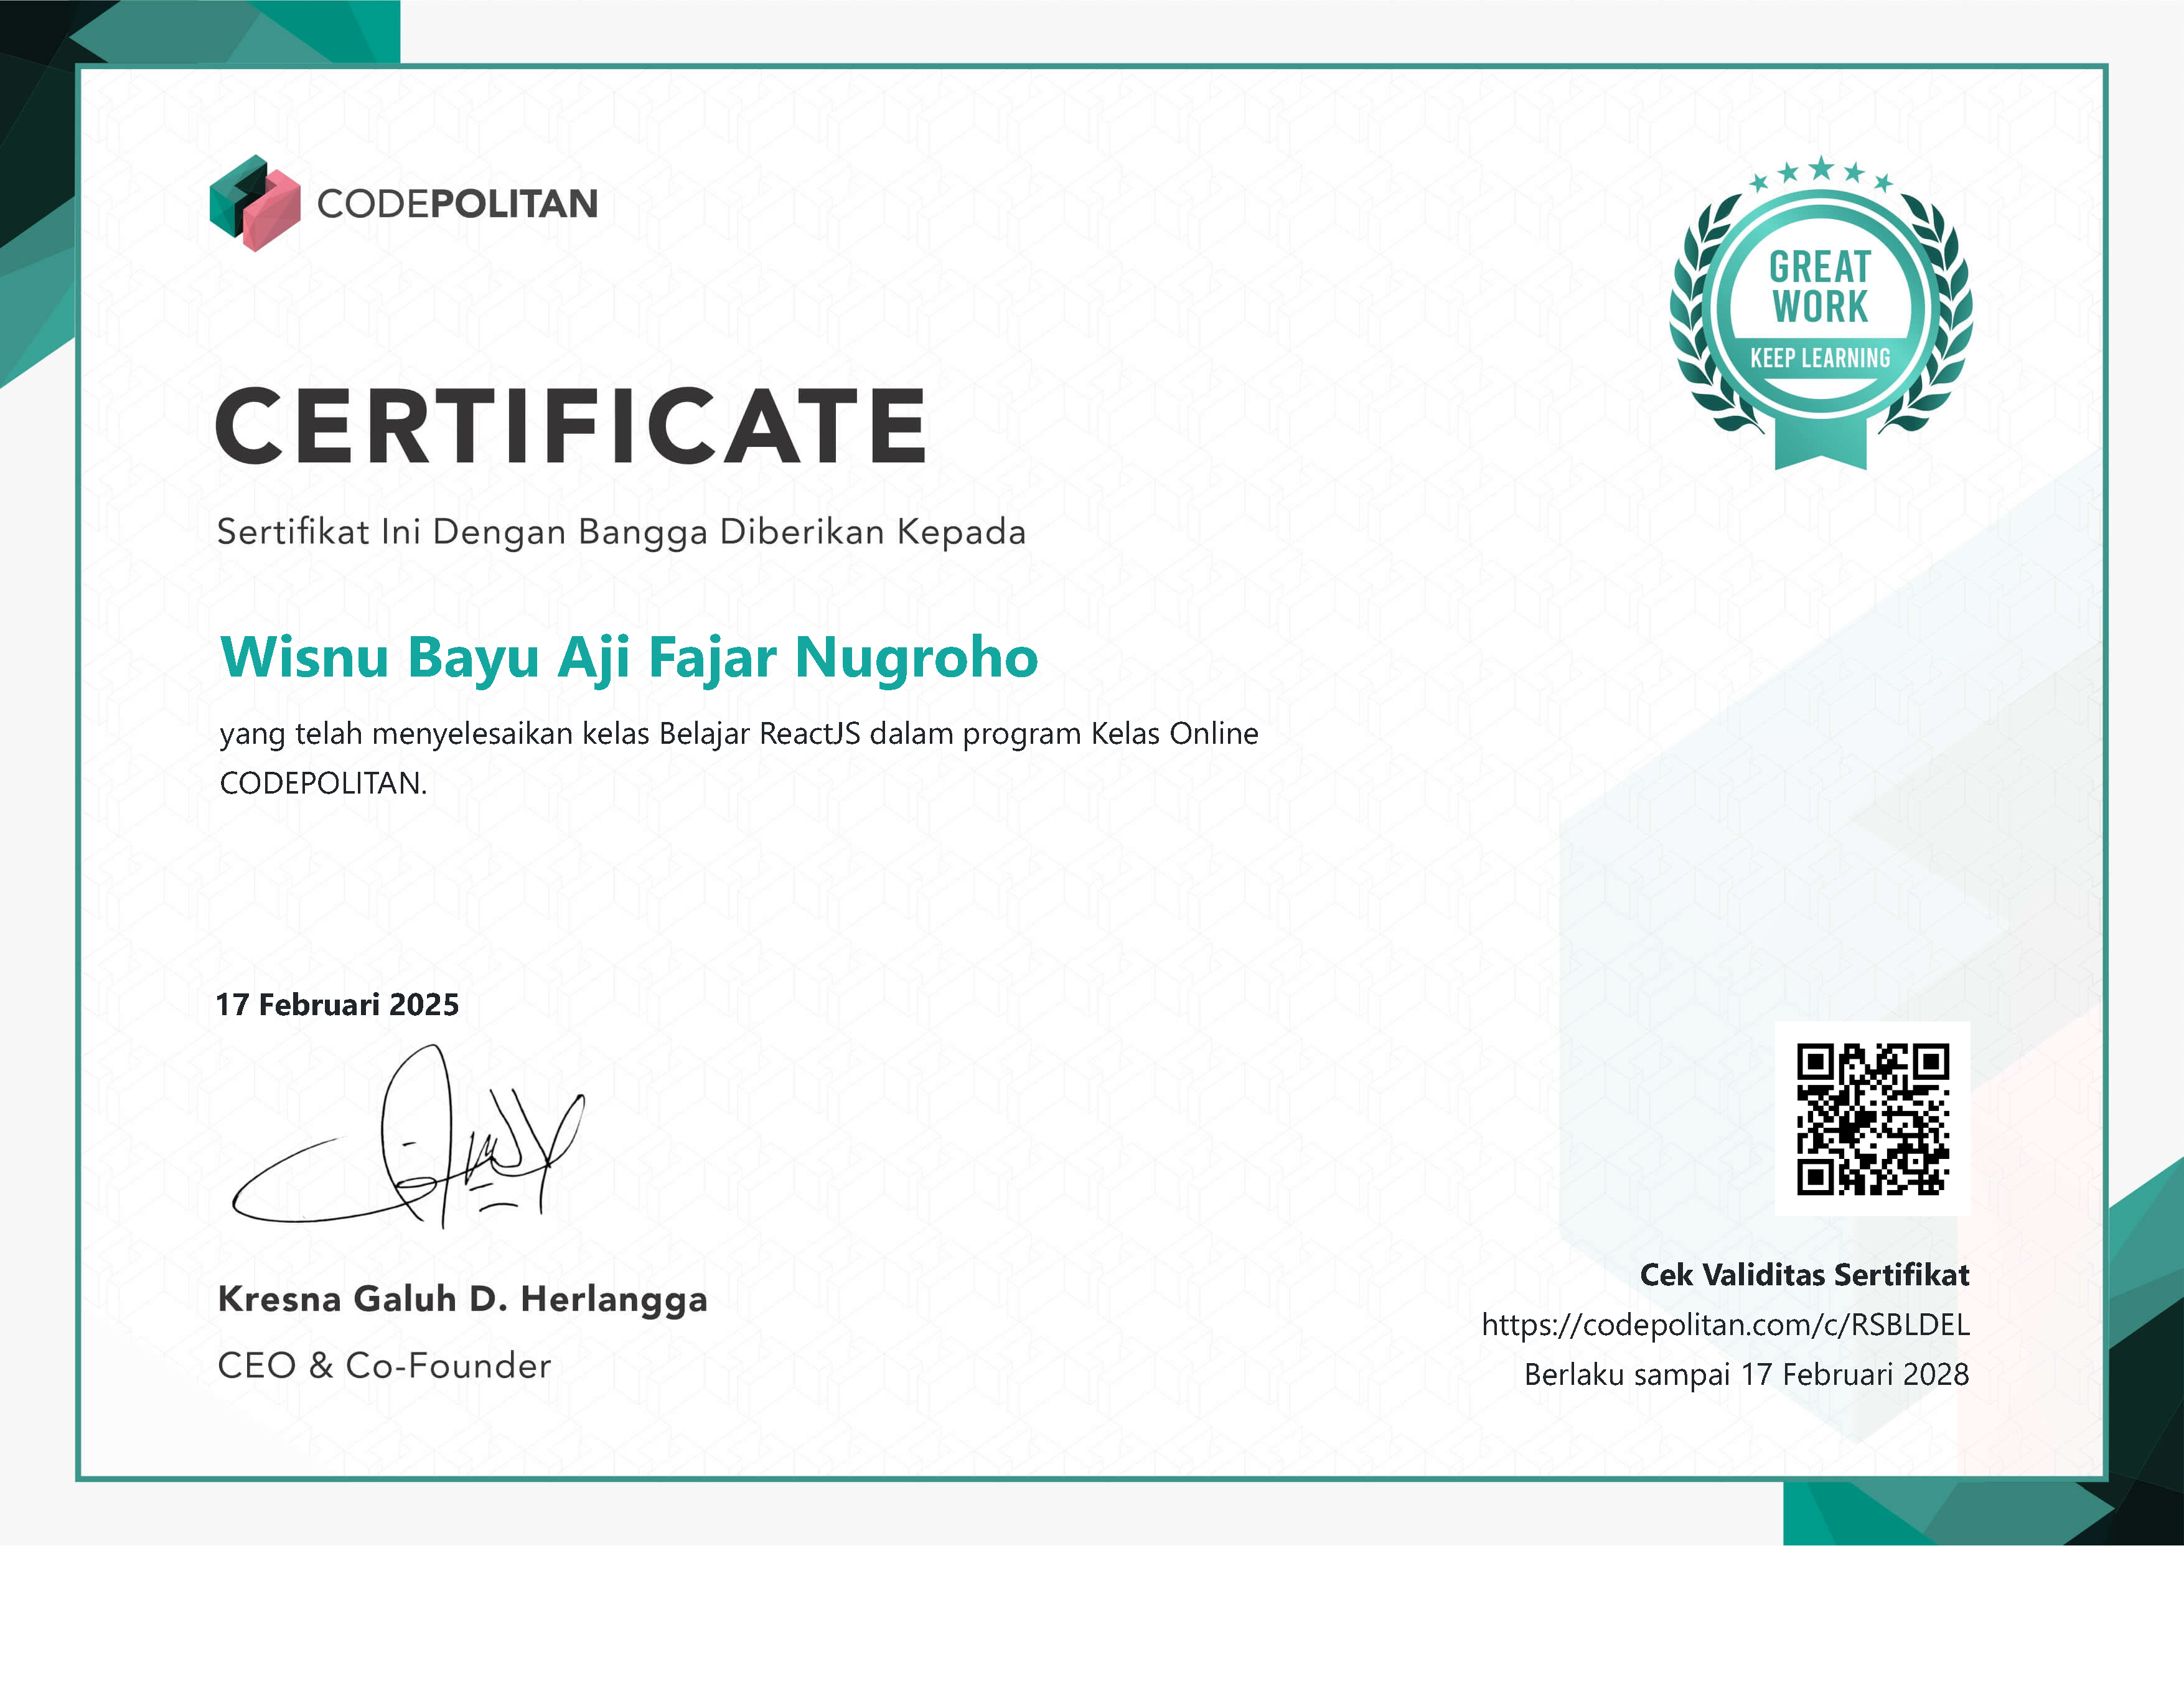 CODEPOLITAN
GREAT
WORK
KEEP LEARNING
CERTIFICATE
Sertifikat Ini Dengan Bangga Diberikan Kepada
Wisnu Bayu Aji Fajar Nugroho
yang telah menyelesaikan kelas Belajar ReactJS dalam program Kelas Online
CODEPOLITAN.
17 Februari 2025
Kresna Galuh D. Herlangga
CEO & Co-Founder
Cek Validitas Sertifikat
https://codepolitan.com/c/RSBLDEL
Berlaku sampai 17 Februari 2028